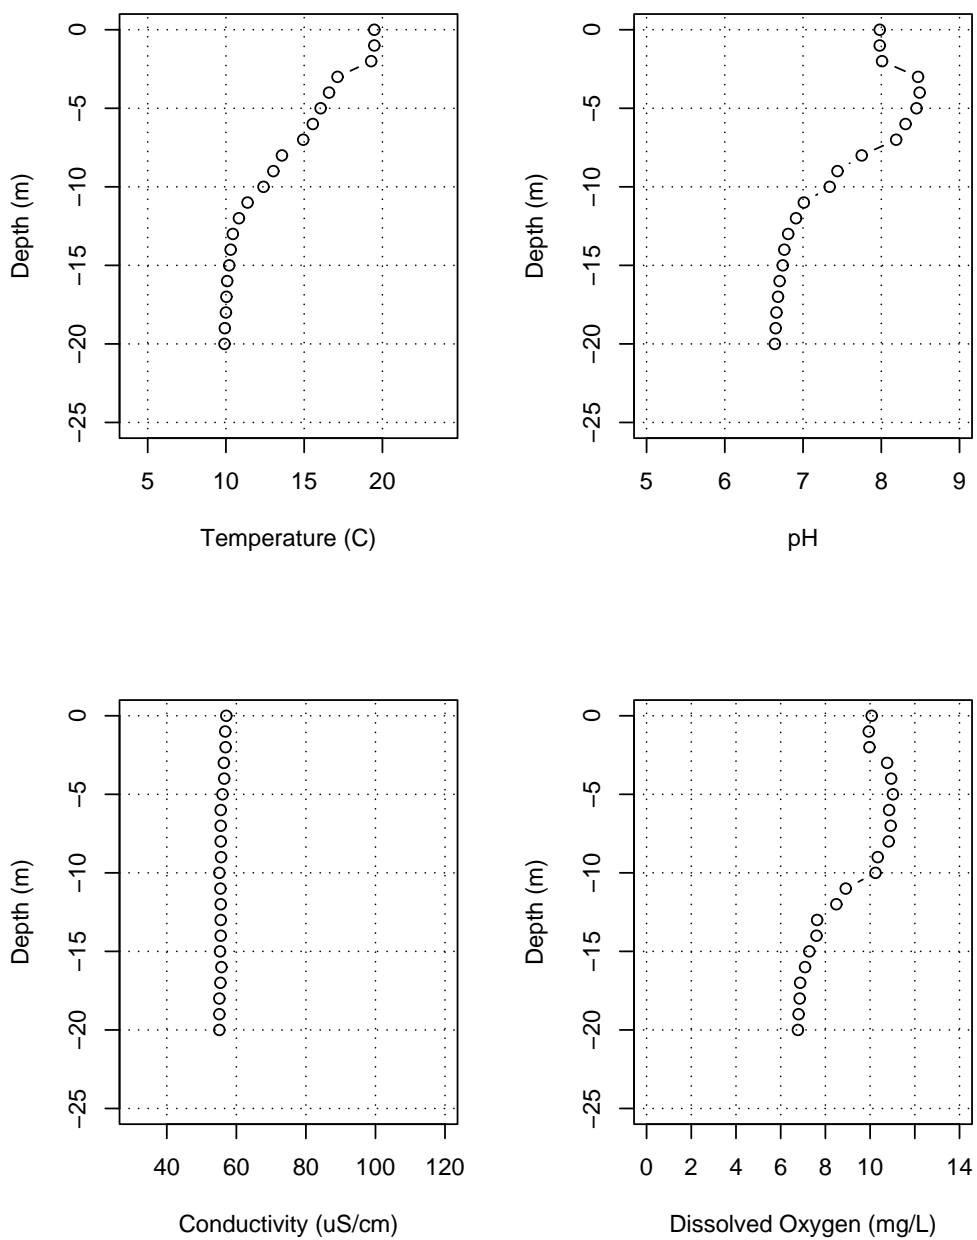 0
−5
−10
−15
−20
−25
Depth (m)
5 10 15 20
Temperature (C)
0
−5
−10
−15
−20
−25
Depth (m)
5 6 7 8 9
pH
0
−5
−10
−15
−20
−25
Depth (m)
40 60 80 100 120
Conductivity (uS/cm)
0
−5
−10
−15
−20
−25
Depth (m)
0 2 4 6 8 10 14
Dissolved Oxygen (mg/L)